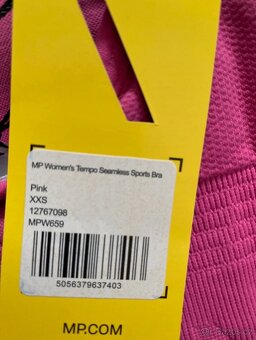 MP Women's Tempo Seamless Sports Bra
Pink
XXS
12767098
MPW659
5056379637403
MP.COM